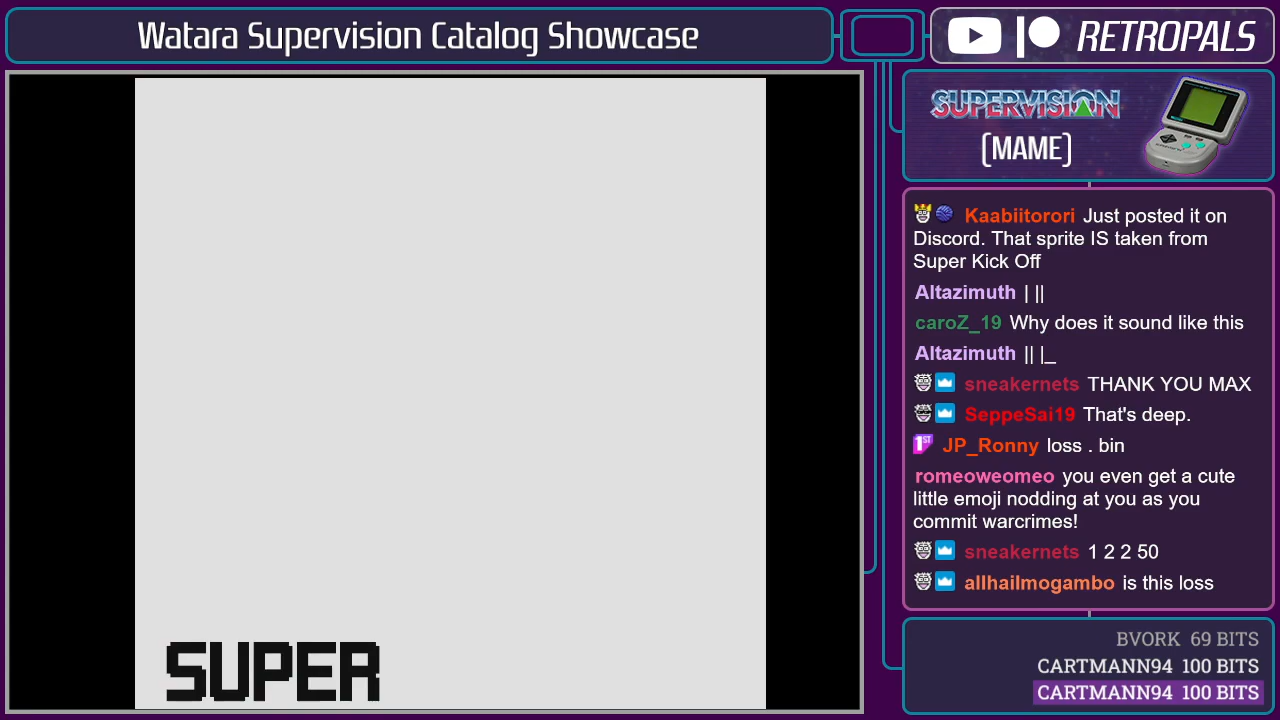 Watara Supervision Catalog Showcase
RETROPALS
SUPERVISION
[MAME]
Kaabiitorori Just posted it on
Discord. That sprite IS taken from
Super Kick Off
Altazimuth | ||
caroZ_19 Why does it sound like this
Altazimuth || |_
sneakernets THANK YOU MAX
SeppeSai19 That's deep.
1ST JP_Ronny loss . bin
romeoweomeo you even get a cute
little emoji nodding at you as you
commit warcrimes!
sneakernets 1 2 2 50
allhailmogambo is this loss
SUPER
BVORK 69 BITS
CARTMANN94 100 BITS
CARTMANN94 100 BITS